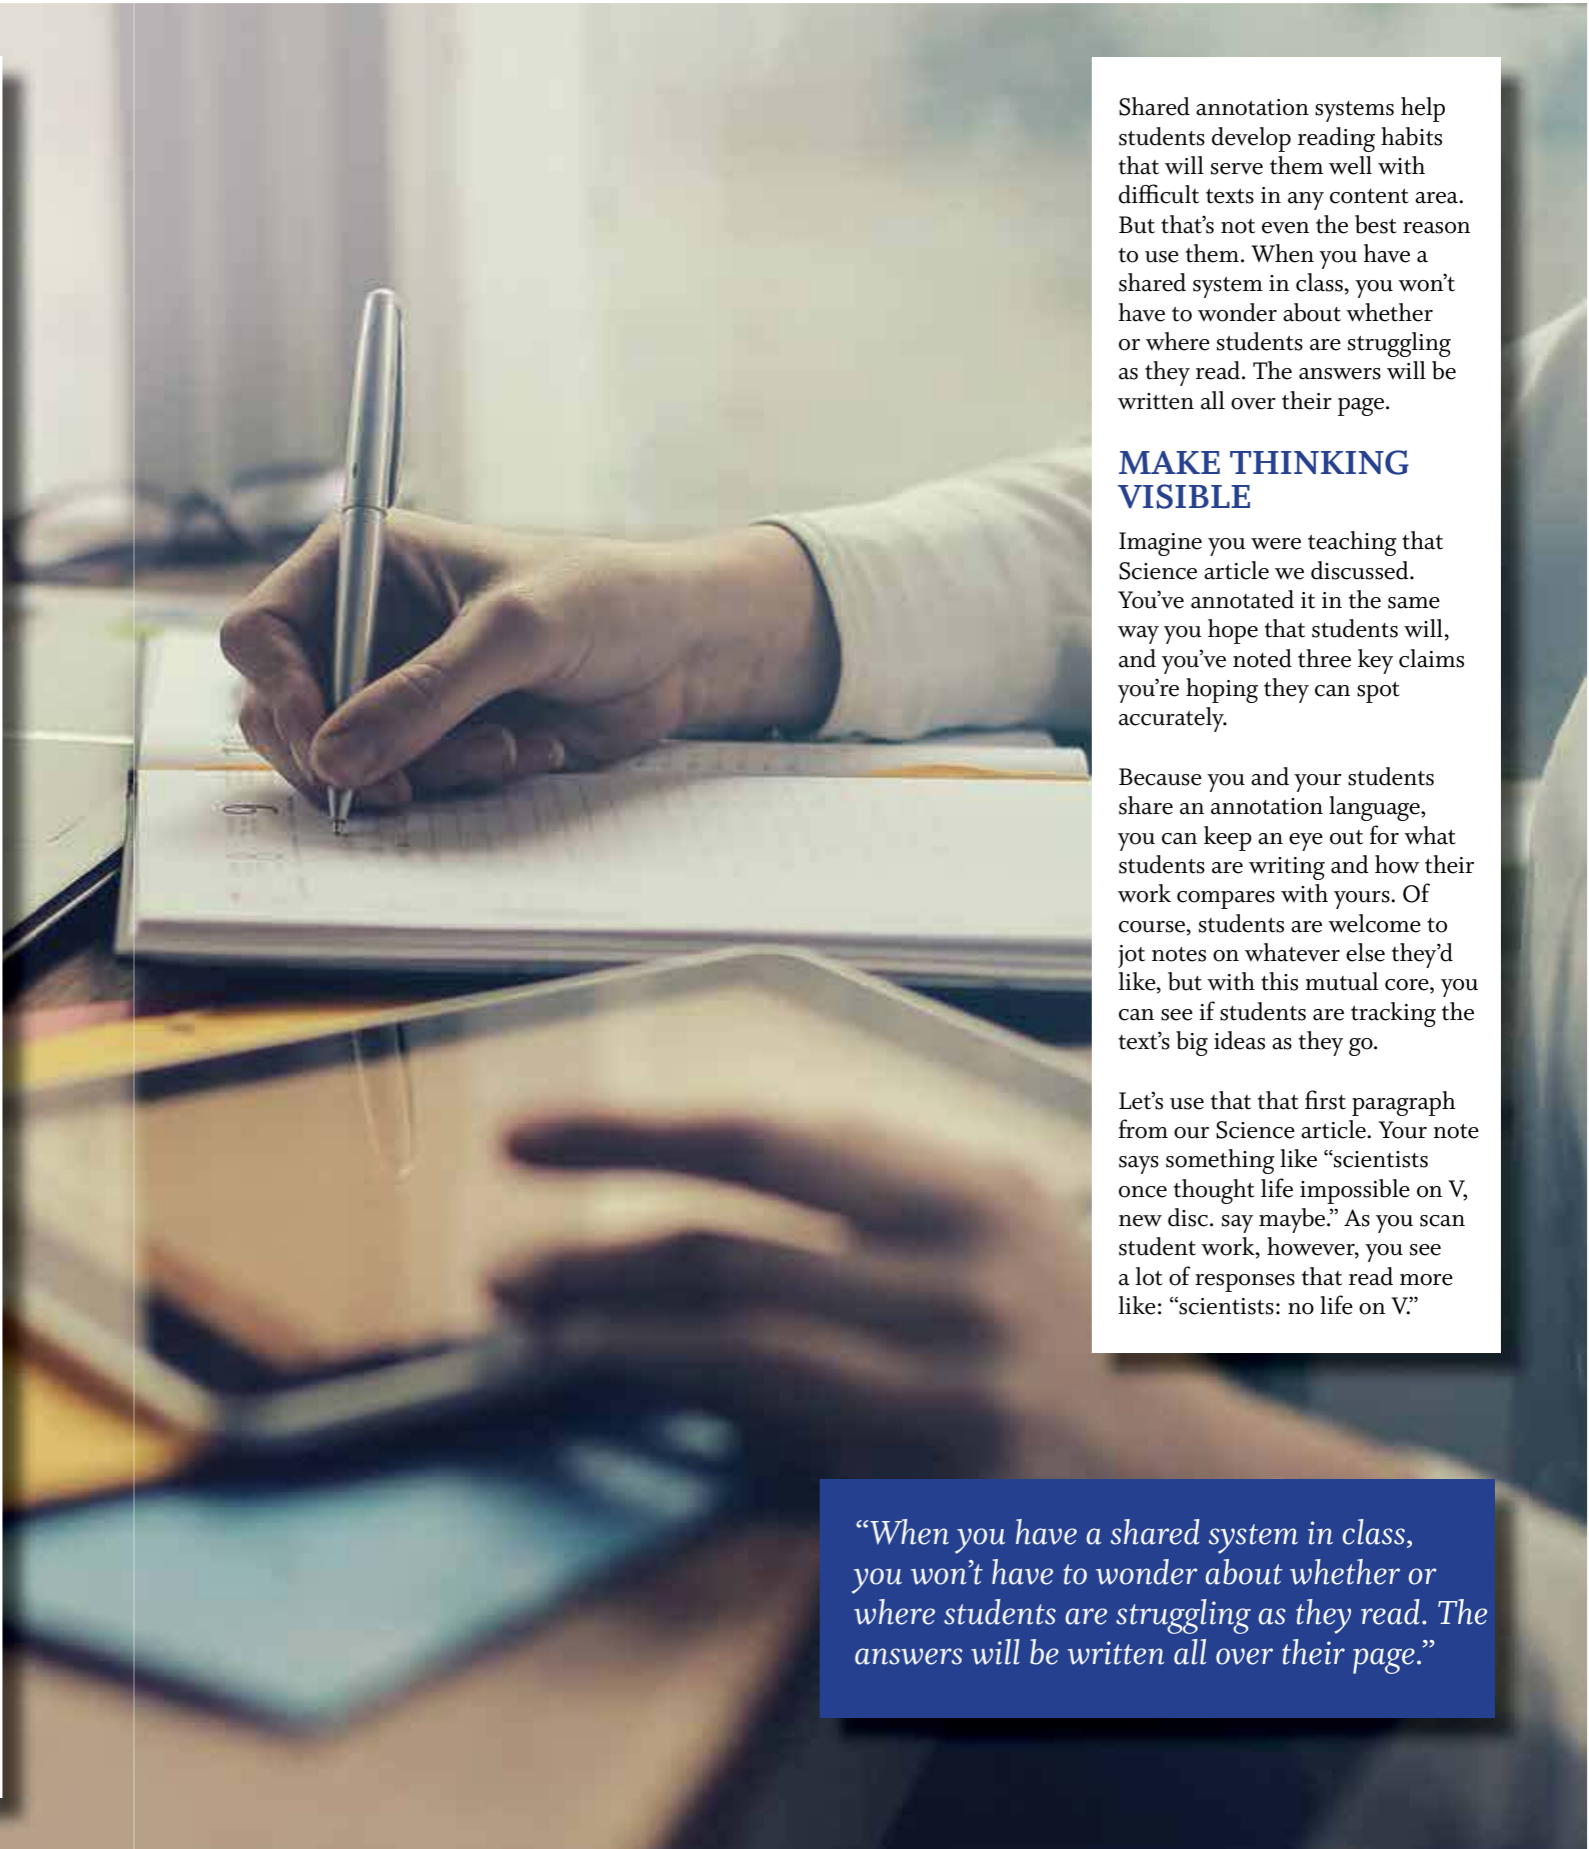 Shared annotation systems help
students develop reading habits
that will serve them well with
difficult texts in any content area.
But that’s not even the best reason
to use them. When you have a
shared system in class, you won’t
have to wonder about whether
or where students are struggling
as they read. The answers will be
written all over their page.
MAKE THINKING
VISIBLE
Imagine you were teaching that
Science article we discussed.
You’ve annotated it in the same
way you hope that students will,
and you’ve noted three key claims
you’re hoping they can spot
accurately.
Because you and your students
share an annotation language,
you can keep an eye out for what
students are writing and how their
work compares with yours. Of
course, students are welcome to
jot notes on whatever else they’d
like, but with this mutual core, you
can see if students are tracking the
text’s big ideas as they go.
Let’s use that that first paragraph
from our Science article. Your note
says something like “scientists
once thought life impossible on V,
new disc. say maybe.” As you scan
student work, however, you see
a lot of responses that read more
like: “scientists: no life on V.”
“When you have a shared system in class,
you won’t have to wonder about whether or
where students are struggling as they read. The
answers will be written all over their page.”